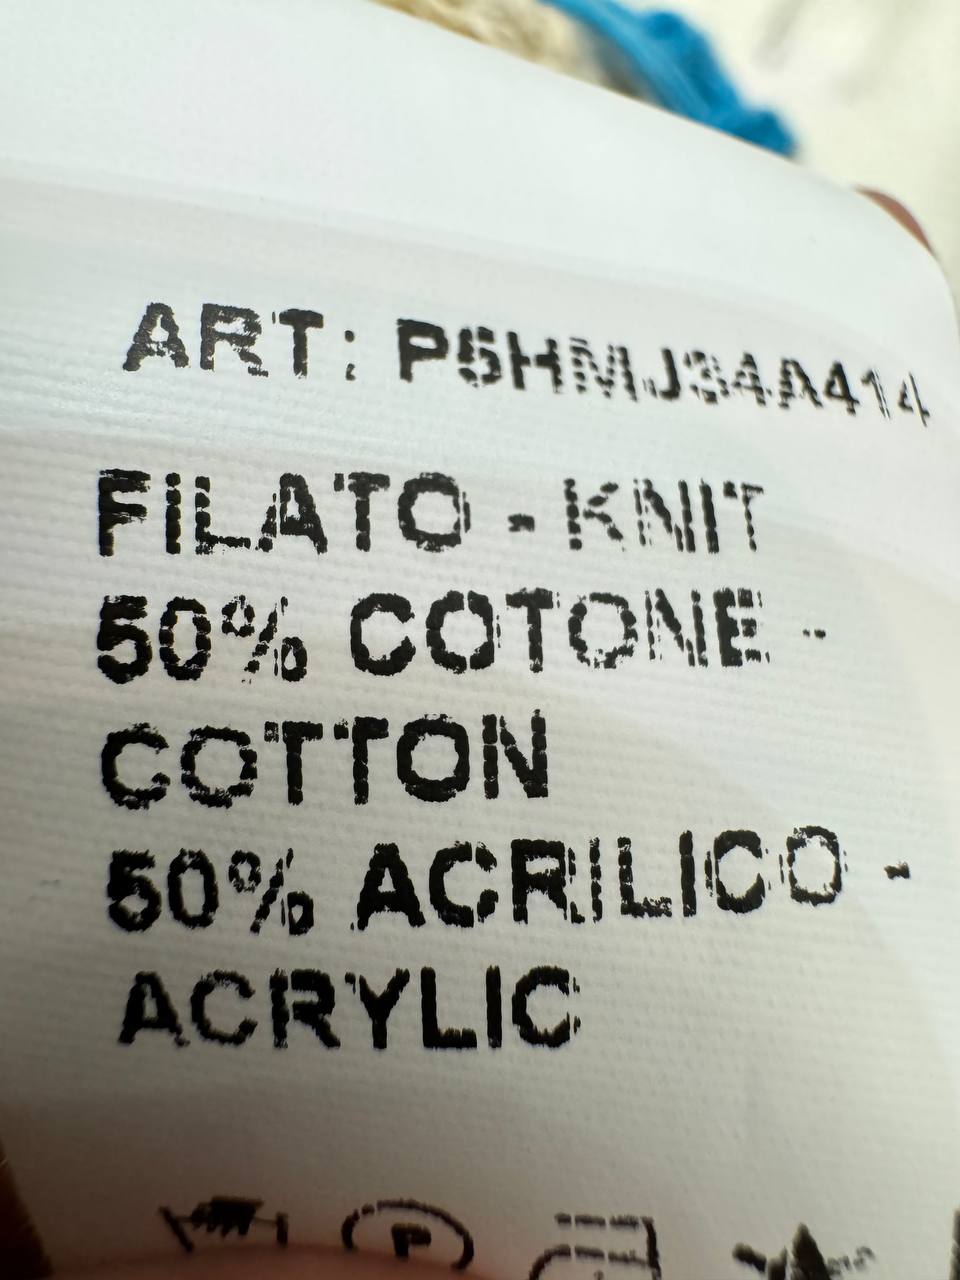 ART: P5HMJ34A414
FILATO - KNIT
50% COTONE -
COTTON
50% ACRILICO -
ACRYLIC
P